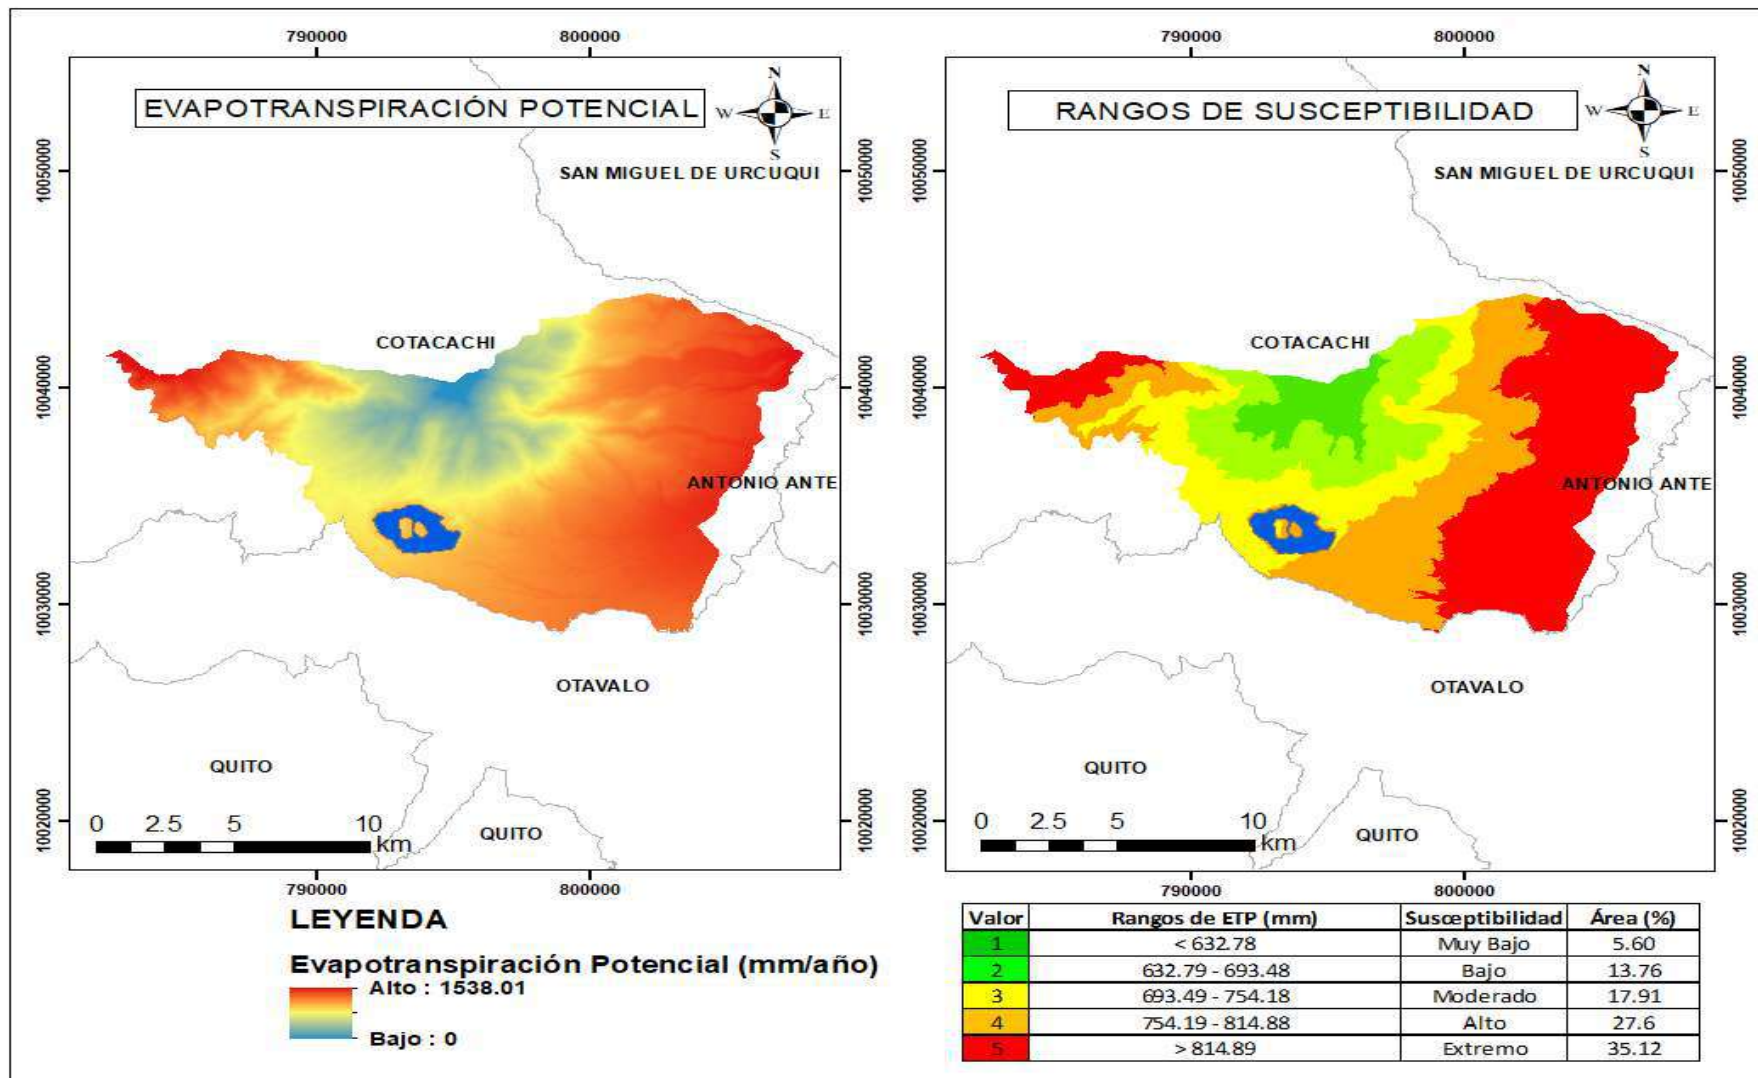 790000
800000
790000
800000
EVAPOTRANSPIRACIÓN POTENCIAL
N
W
E
S
RANGOS DE SUSCEPTIBILIDAD
N
W
E
S
10050000
SAN MIGUEL DE URCUQUI
10050000
10050000
SAN MIGUEL DE URCUQUI
10050000
COTACACHI
COTACACHI
10040000
10040000
10040000
10040000
ANTONIO ANTE
ANTONIO ANTE
10030000
10030000
10030000
10030000
OTAVALO
OTAVALO
QUITO
QUITO
10020000
10020000
10020000
10020000
0 2.5 5 10
km
QUITO
0 2.5 5 10
km
QUITO
790000
800000
790000
800000
LEYENDA
Evapotranspiración Potencial (mm/año)
Alto : 1538.01
Bajo : 0
Valor Rangos de ETP (mm) Susceptibilidad Área (%)
1 < 632.78 Muy Bajo 5.60
2 632.79 - 693.48 Bajo 13.76
3 693.49 - 754.18 Moderado 17.91
4 754.19 - 814.88 Alto 27.6
5 > 814.89 Extremo 35.12